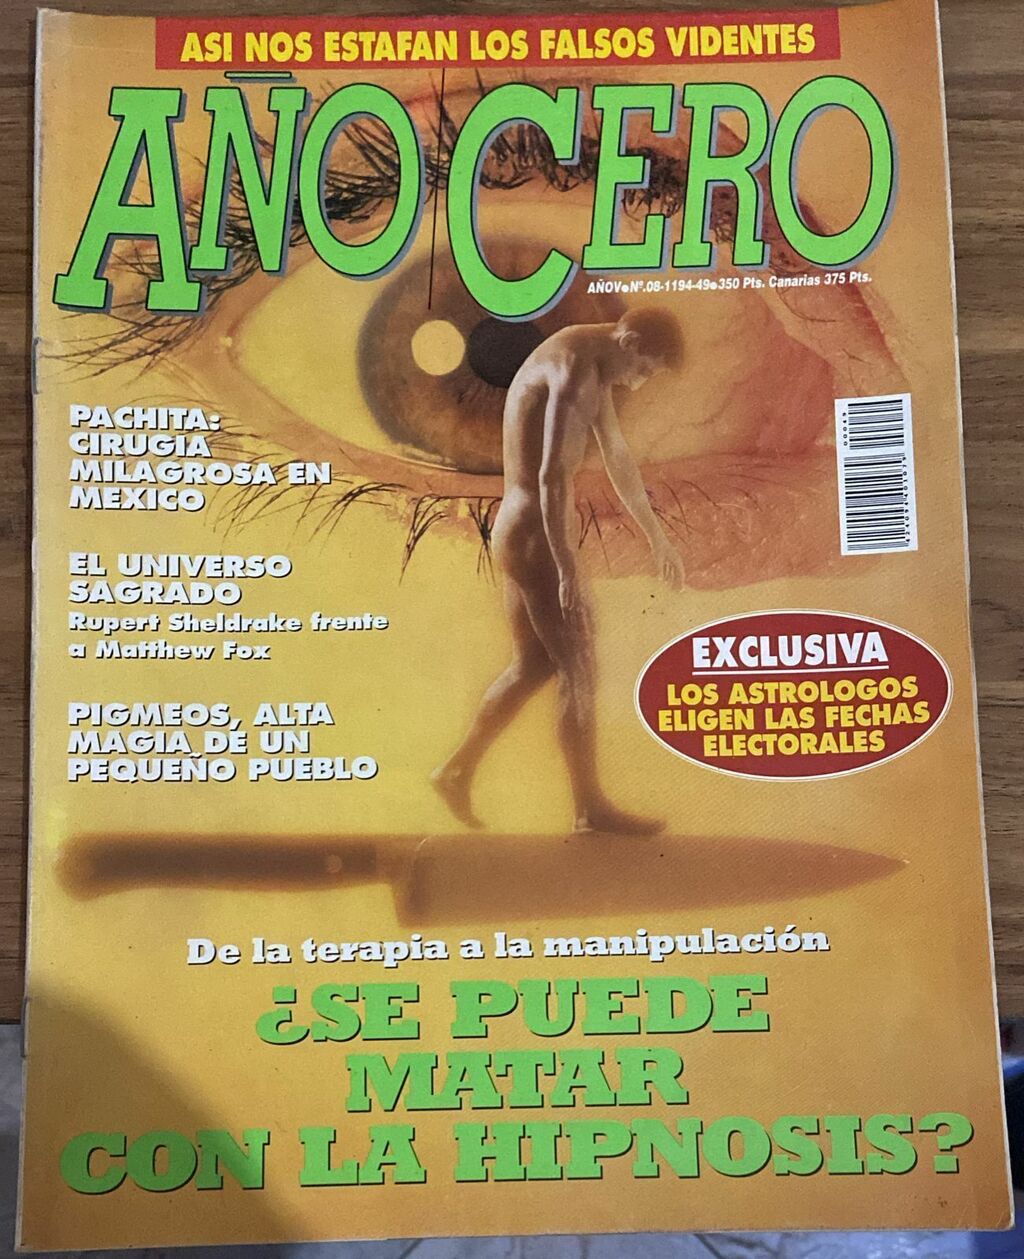 ASI NOS ESTAFAN LOS FALSOS VIDENTES
AÑO CERO
AÑO V●Nº.08-1194-49●350 Pts. Canarias 375 Pts.
PACHITA:
CIRUGIA
MILAGROSA EN
MEXICO
00049
EL UNIVERSO
SAGRADO
Rupert Sheldrake frente
a Matthew Fox
EXCLUSIVA
LOS ASTROLOGOS
ELIGEN LAS FECHAS
ELECTORALES
PIGMEOS, ALTA
MAGIA DE UN
PEQUEÑO PUEBLO
De la terapia a la manipulación
¿SE PUEDE
MATAR
CON LA HIPNOSIS?